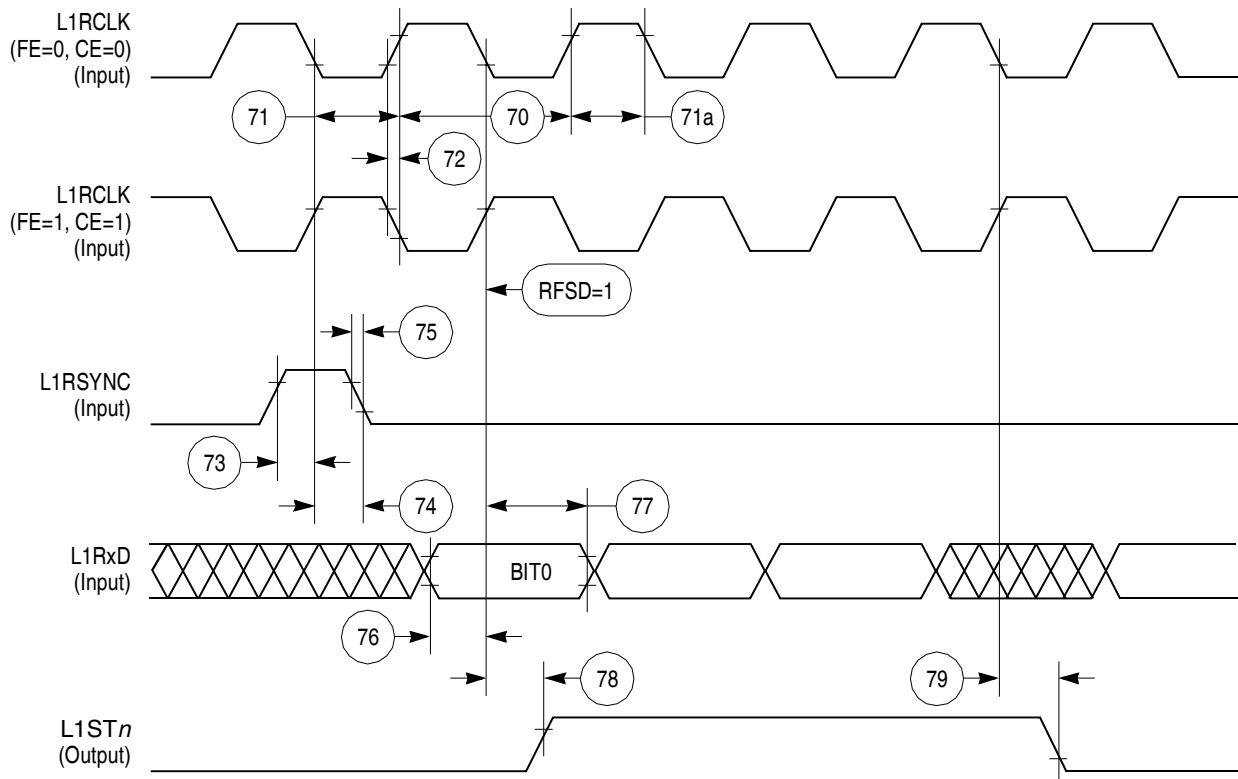 L1RCLK
(FE=0, CE=0)
(Input)
71
70
71a
72
L1RCLK
(FE=1, CE=1)
(Input)
RFSD=1
75
L1RSYNC
(Input)
73
74
77
L1RxD
(Input)
BIT0
76
78
79
L1STn
(Output)